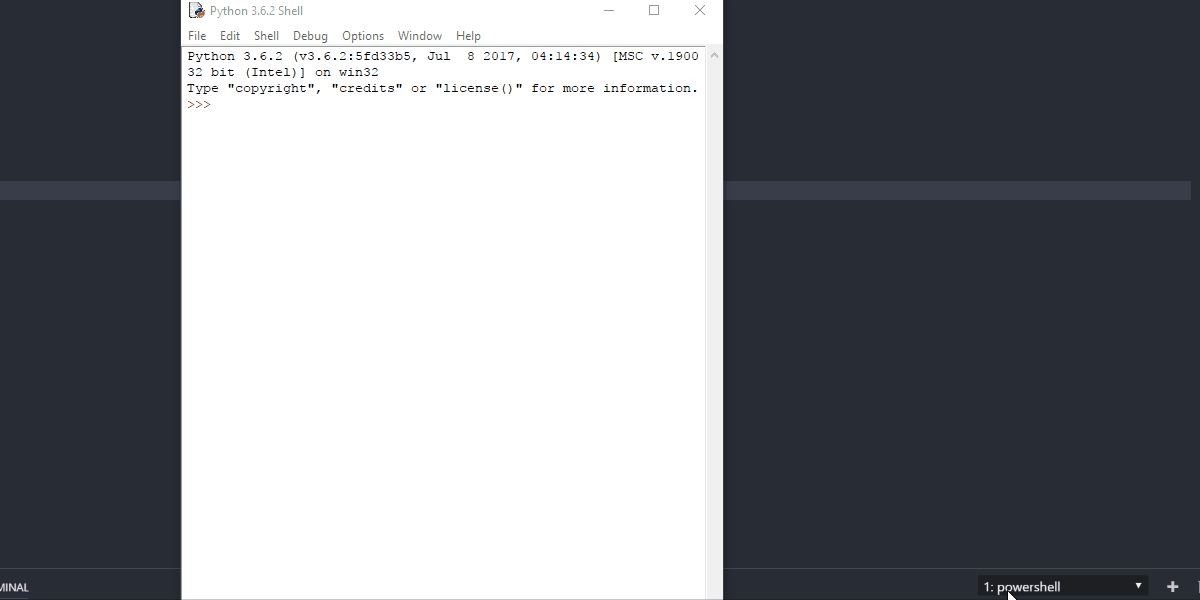 Python 3.6.2 Shell
File Edit Shell Debug Options Window Help
Python 3.6.2 (v3.6.2:5fd33b5, Jul  8 2017, 04:14:34) [MSC v.1900
32 bit (Intel)] on win32
Type "copyright", "credits" or "license()" for more information.
>>>
MINAL
1: powershell